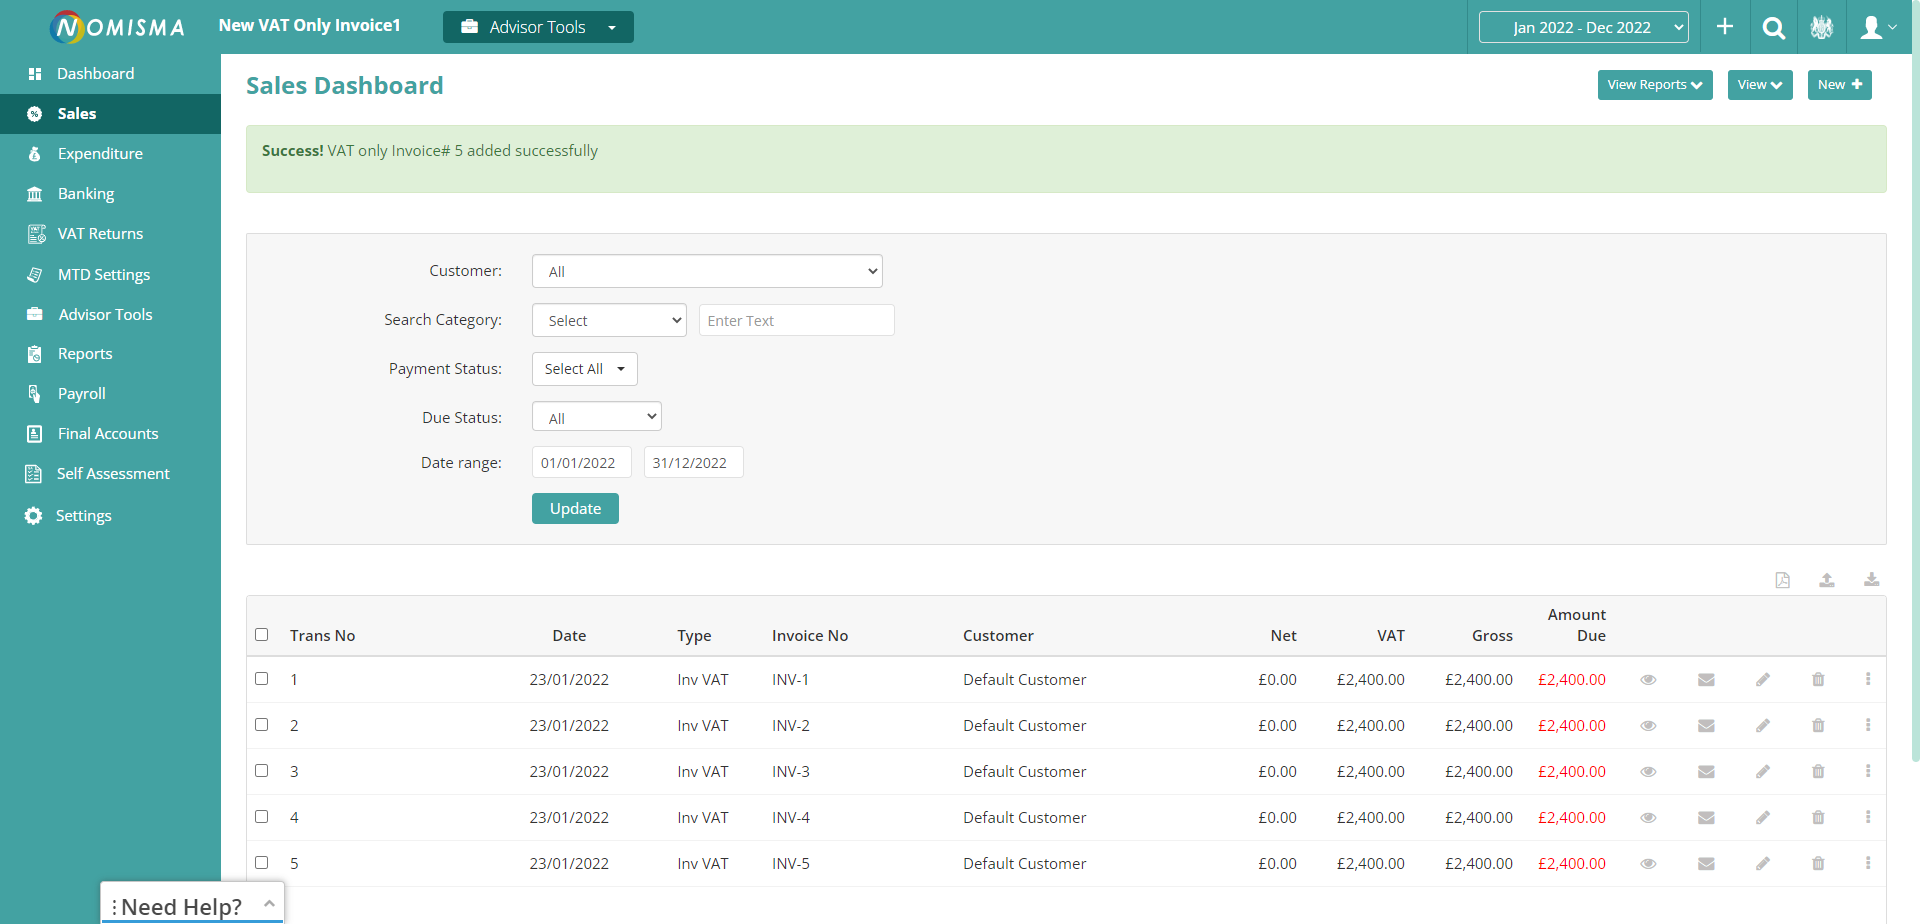 NOMISMA
New VAT Only Invoice1
Advisor Tools
Jan 2022 - Dec 2022
Dashboard
Sales
Expenditure
Banking
VAT Returns
MTD Settings
Advisor Tools
Reports
Payroll
Final Accounts
Self Assessment
Settings
Sales Dashboard
View Reports
View
New
Success! VAT only Invoice# 5 added successfully
Customer: All
Search Category: Select Enter Text
Payment Status: Select All
Due Status: All
Date range: 01/01/2022 31/12/2022
Update
Trans No Date Type Invoice No Customer Net VAT Gross Amount Due
1 23/01/2022 Inv VAT INV-1 Default Customer £0.00 £2,400.00 £2,400.00 £2,400.00
2 23/01/2022 Inv VAT INV-2 Default Customer £0.00 £2,400.00 £2,400.00 £2,400.00
3 23/01/2022 Inv VAT INV-3 Default Customer £0.00 £2,400.00 £2,400.00 £2,400.00
4 23/01/2022 Inv VAT INV-4 Default Customer £0.00 £2,400.00 £2,400.00 £2,400.00
5 23/01/2022 Inv VAT INV-5 Default Customer £0.00 £2,400.00 £2,400.00 £2,400.00
Need Help?